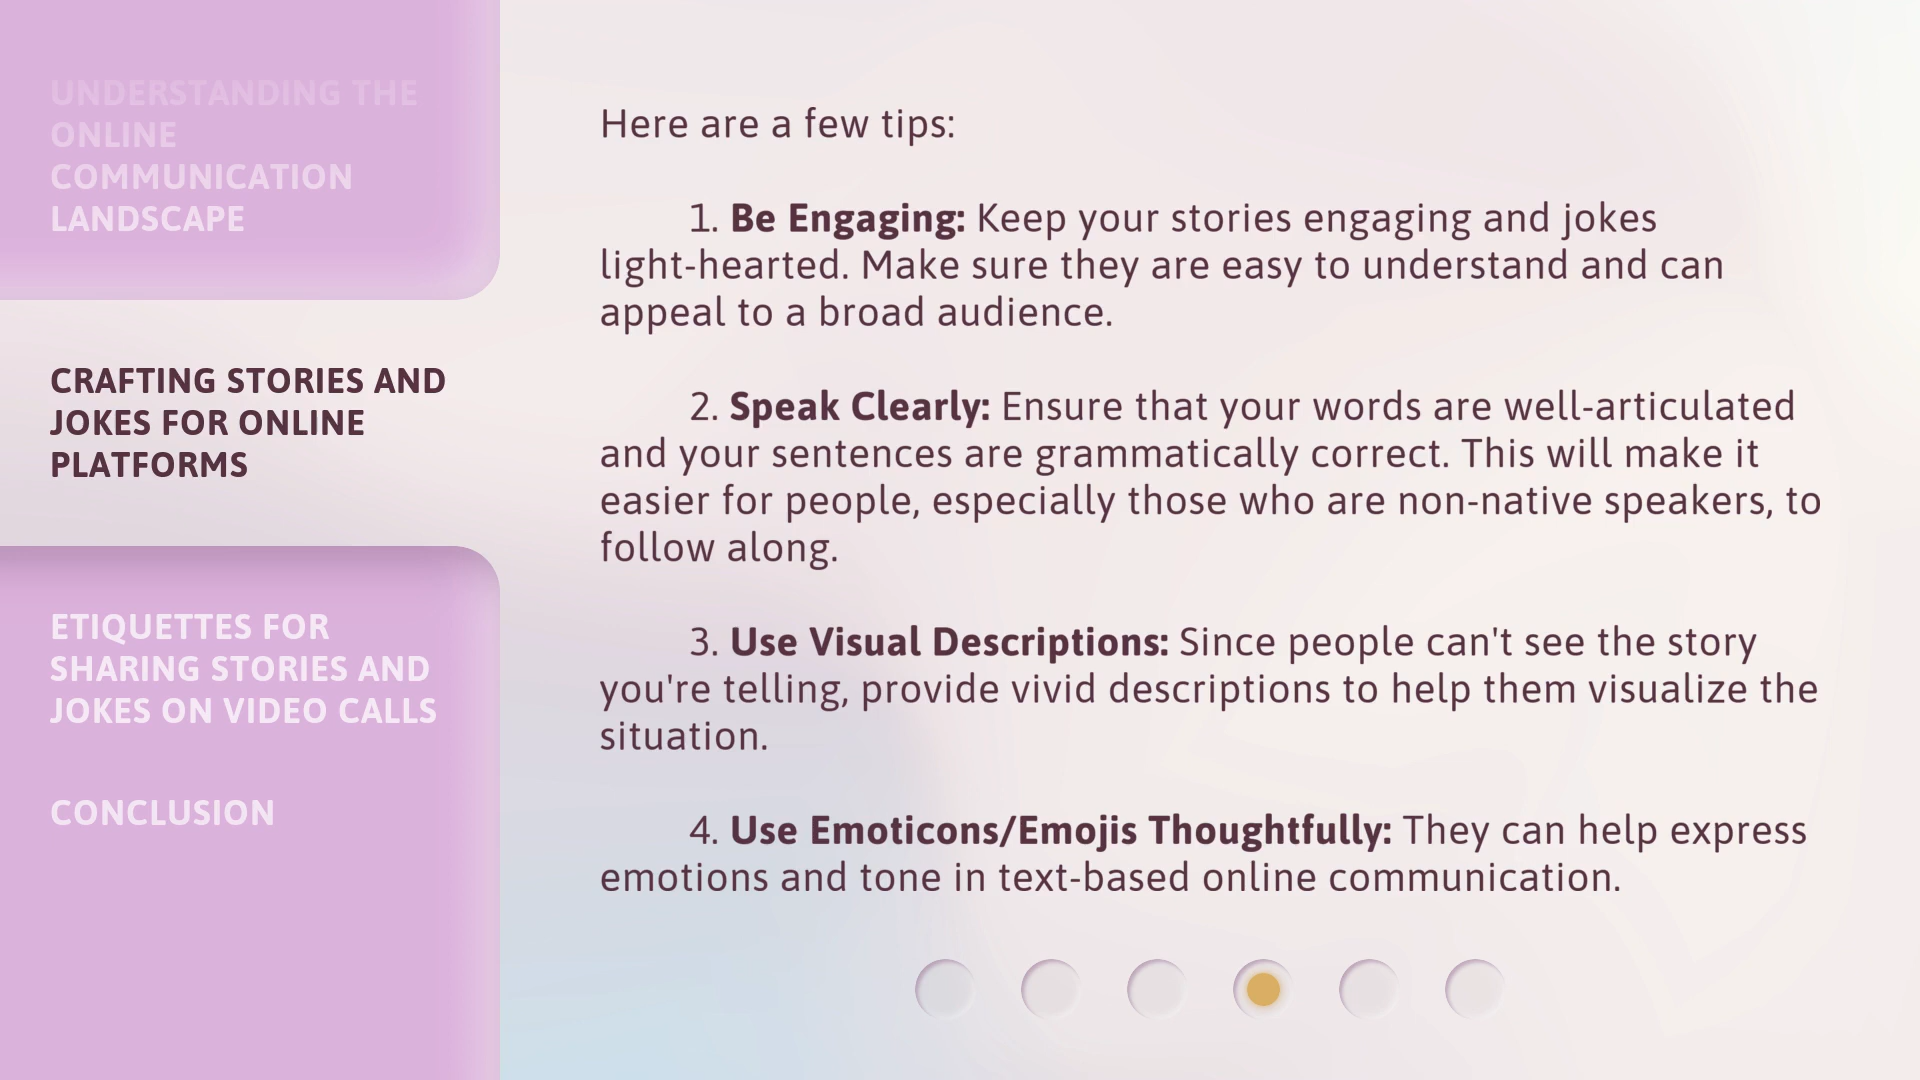 UNDERSTANDING THE
ONLINE
COMMUNICATION
LANDSCAPE
CRAFTING STORIES AND
JOKES FOR ONLINE
PLATFORMS
ETIQUETTES FOR
SHARING STORIES AND
JOKES ON VIDEO CALLS
CONCLUSION
Here are a few tips:
1. Be Engaging: Keep your stories engaging and jokes
light-hearted. Make sure they are easy to understand and can
appeal to a broad audience.
2. Speak Clearly: Ensure that your words are well-articulated
and your sentences are grammatically correct. This will make it
easier for people, especially those who are non-native speakers, to
follow along.
3. Use Visual Descriptions: Since people can't see the story
you're telling, provide vivid descriptions to help them visualize the
situation.
4. Use Emoticons/Emojis Thoughtfully: They can help express
emotions and tone in text-based online communication.